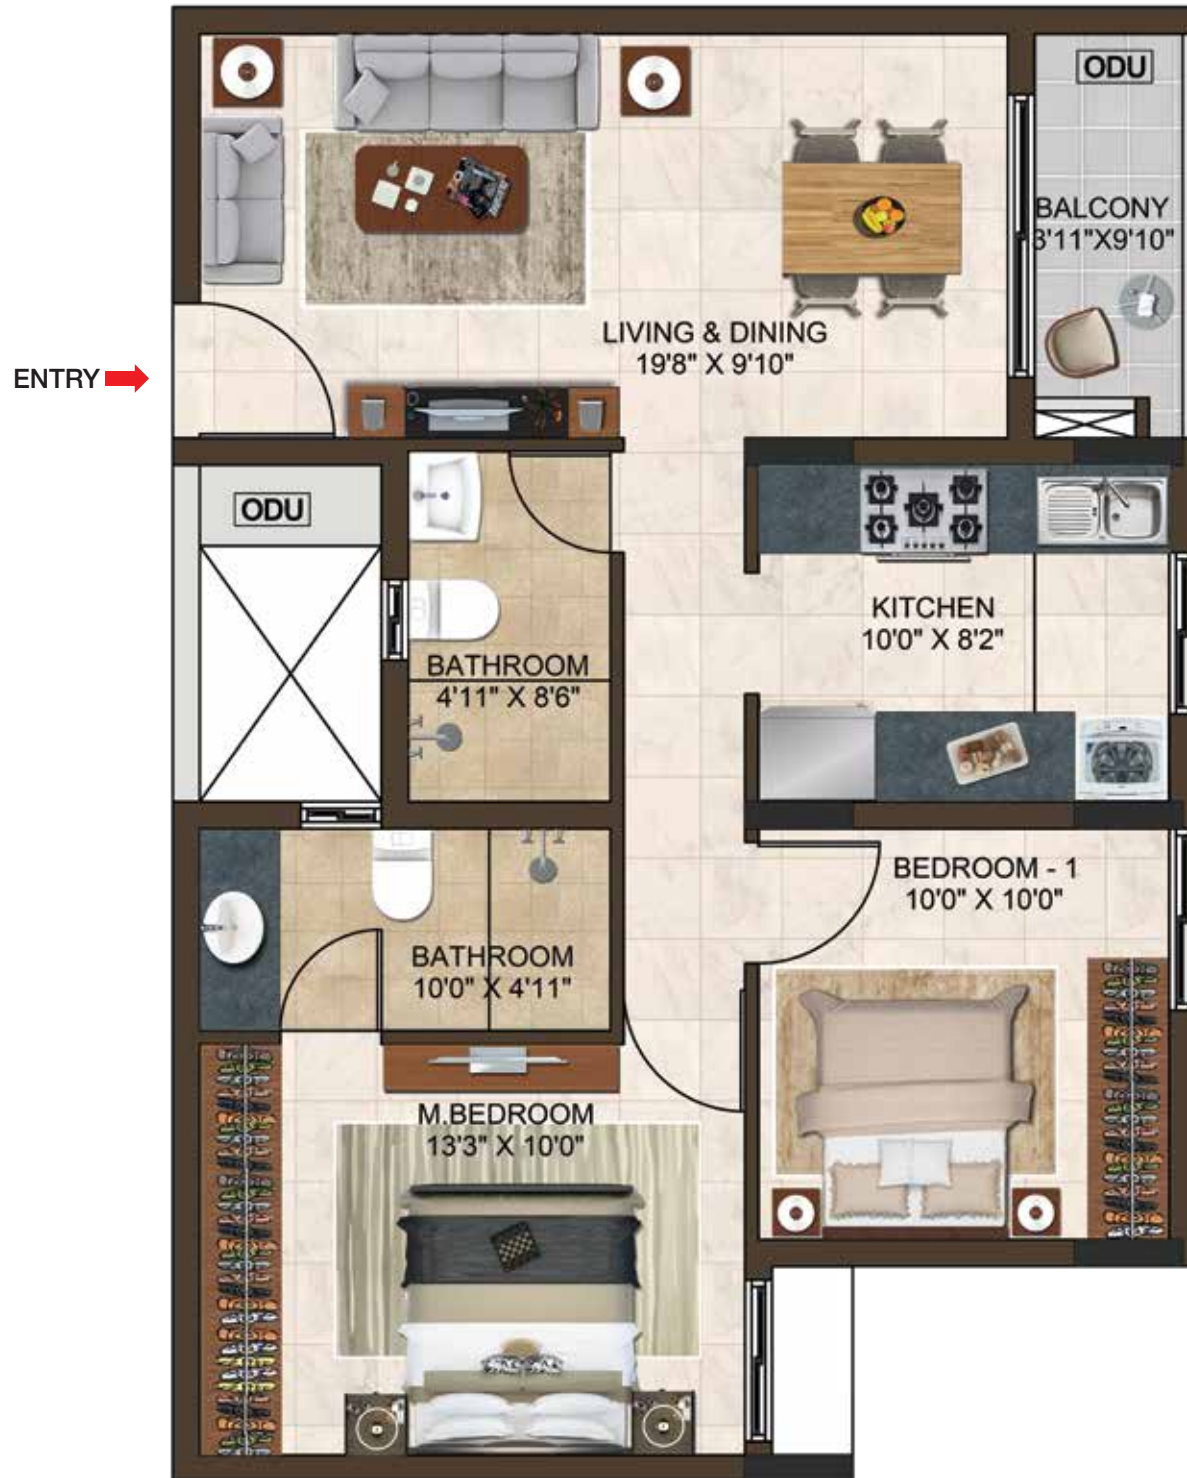 ODU
BALCONY
3'11"X9'10"
LIVING & DINING
19'8" X 9'10"
ENTRY
ODU
KITCHEN
10'0" X 8'2"
BATHROOM
4'11" X 8'6"
BEDROOM - 1
10'0" X 10'0"
BATHROOM
10'0" X 4'11"
M.BEDROOM
13'3" X 10'0"